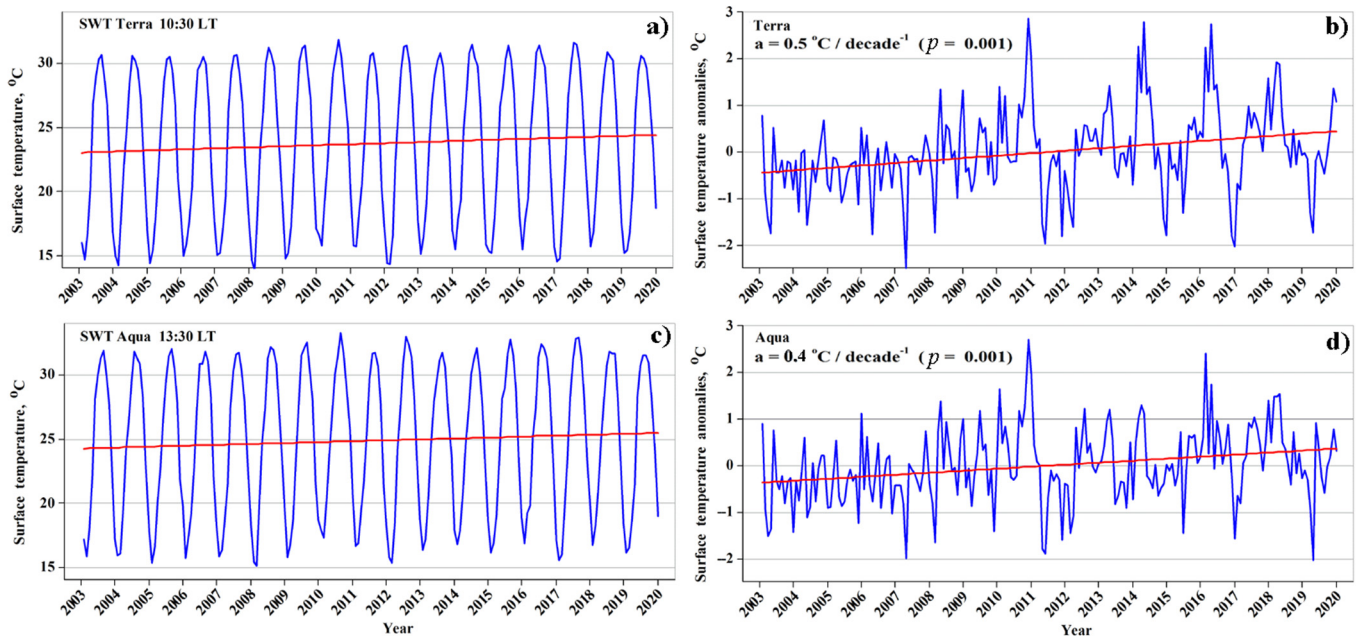 SWT Terra 10:30 LT
a)
Surface temperature, °C
30
25
20
15
2003 2004 2005 2006 2007 2008 2009 2010 2011 2012 2013 2014 2015 2016 2017 2018 2019 2020
Terra
a = 0.5 °C / decade⁻¹ (p = 0.001)
b)
Surface temperature anomalies, °C
3
2
1
0
−1
−2
2003 2004 2005 2006 2007 2008 2009 2010 2011 2012 2013 2014 2015 2016 2017 2018 2019 2020
SWT Aqua 13:30 LT
c)
Surface temperature, °C
30
25
20
15
2003 2004 2005 2006 2007 2008 2009 2010 2011 2012 2013 2014 2015 2016 2017 2018 2019 2020
Year
Aqua
a = 0.4 °C / decade⁻¹ (p = 0.001)
d)
Surface temperature anomalies, °C
3
2
1
0
−1
−2
2003 2004 2005 2006 2007 2008 2009 2010 2011 2012 2013 2014 2015 2016 2017 2018 2019 2020
Year